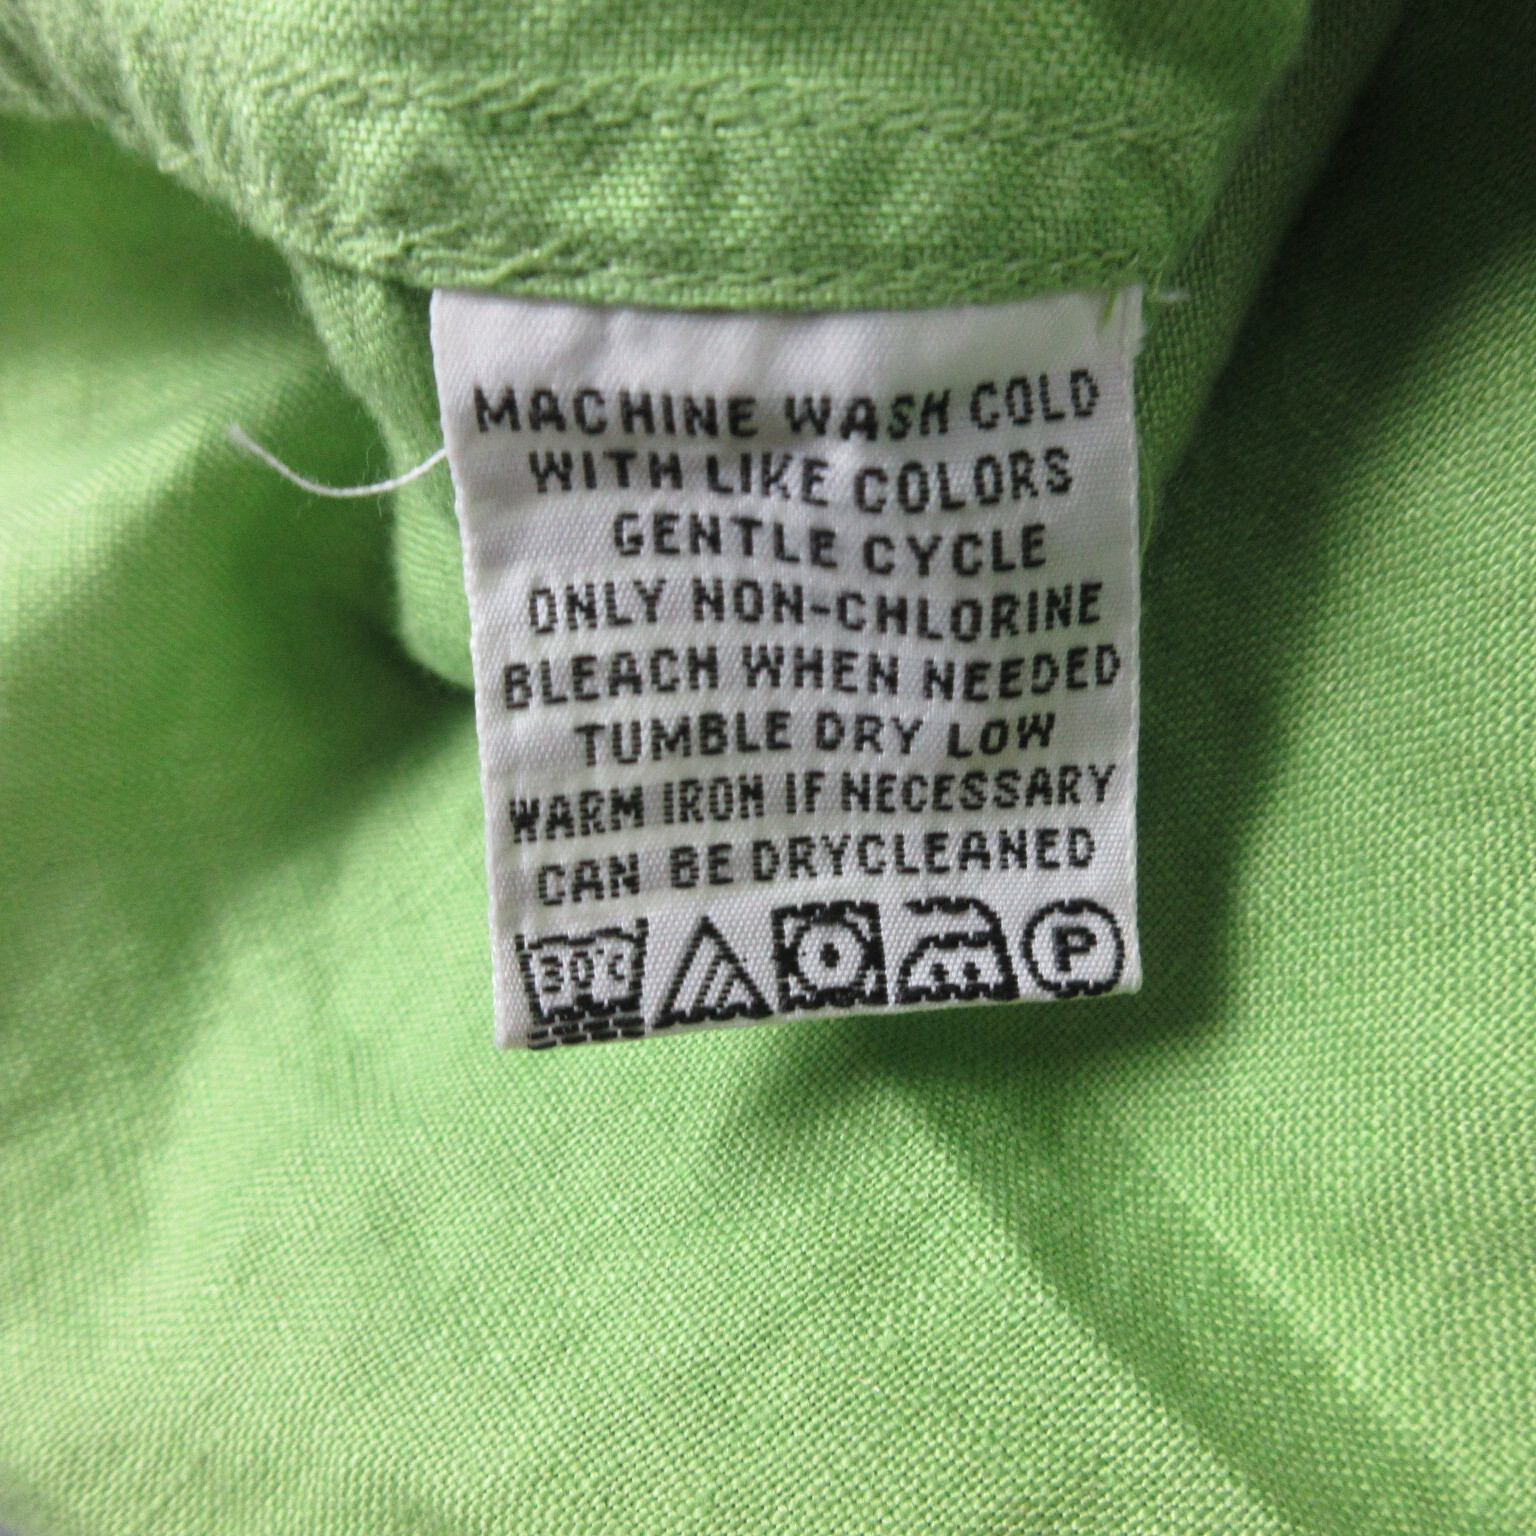 MACHINE WASH COLD
WITH LIKE COLORS
GENTLE CYCLE
ONLY NON-CHLORINE
BLEACH WHEN NEEDED
TUMBLE DRY LOW
WARM IRON IF NECESSARY
CAN BE DRYCLEANED
30°C P